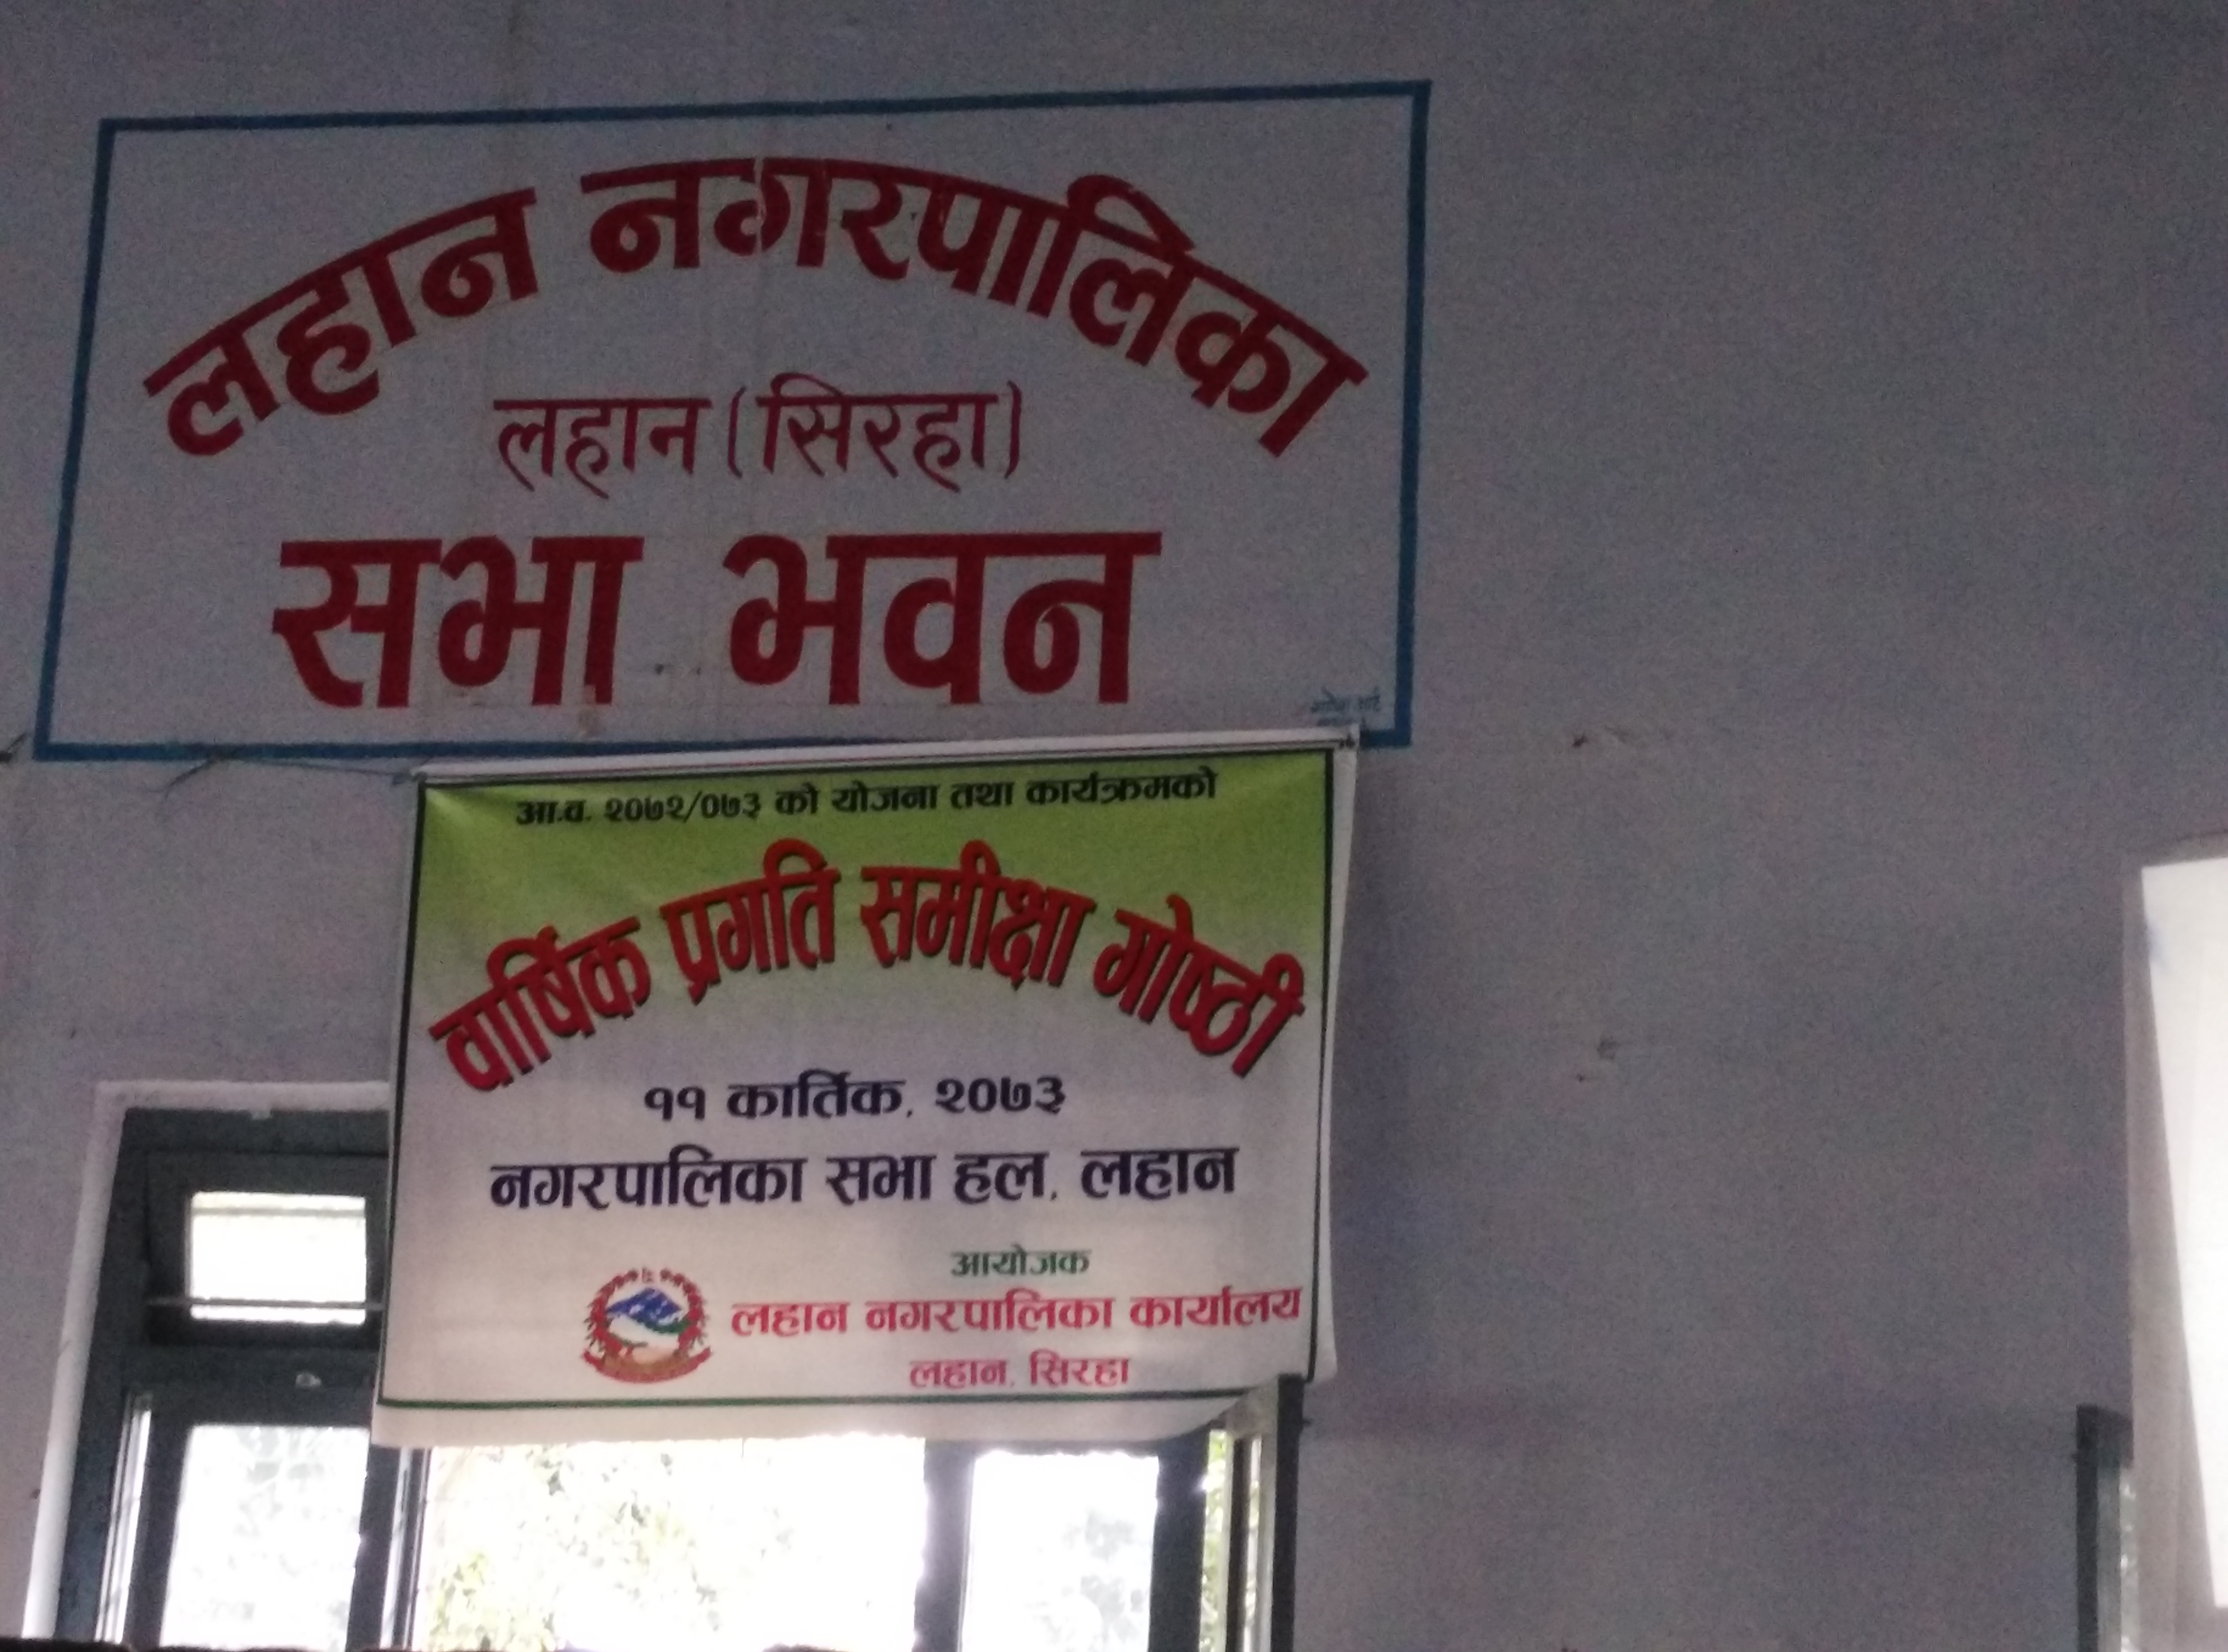 लहान नगरपालिका
लहान (सिरहा)
सभा भवन
आ.व. २०७२/०७३ को योजना तथा कार्यक्रमको
वार्षिक प्रगति समीक्षा गोष्ठी
११ कार्तिक, २०७३
नगरपालिका सभा हल, लहान
आयोजक
लहान नगरपालिका कार्यालय
लहान, सिरहा